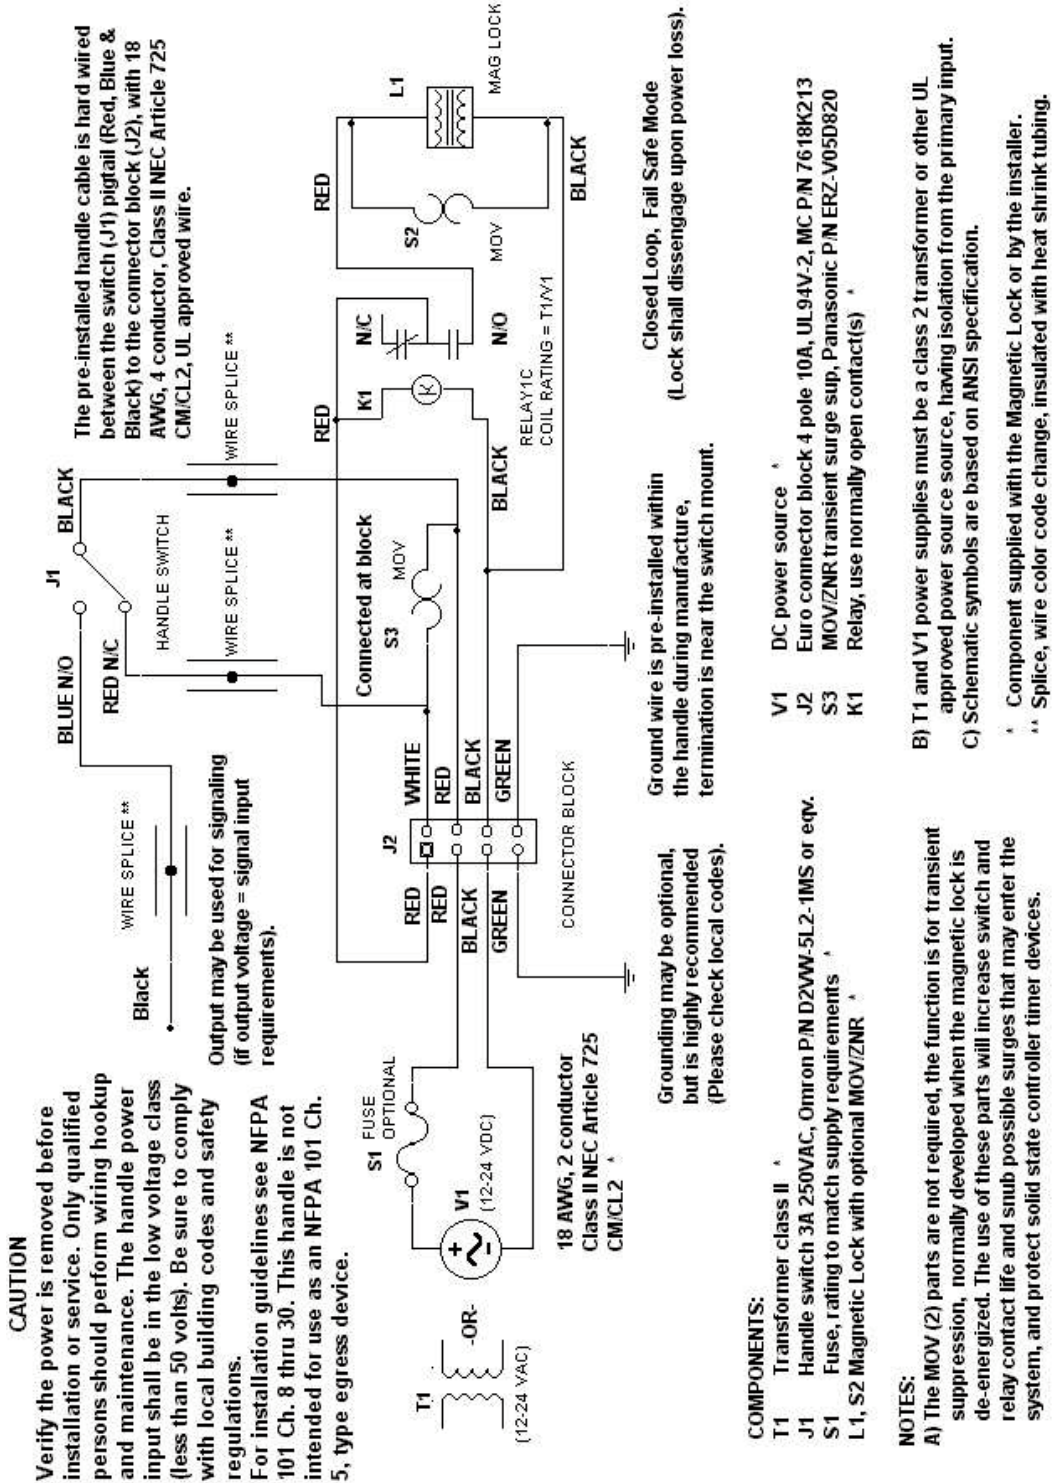 CAUTION
Verify the power is removed before
installation or service. Only qualified
persons should perform wiring hookup
and maintenance. The handle power
input shall be in the low voltage class
(less than 50 volts). Be sure to comply
with local building codes and safety
regulations.
For installation guidelines see NFPA
101 Ch. 8 thru 30. This handle is not
intended for use as an NFPA 101 Ch.
5, type egress device.
Black
WIRE SPLICE **
Output may be used for signaling
(if output voltage = signal input
requirements).
BLUE N/O
J1
BLACK
RED N/C
HANDLE SWITCH
WIRE SPLICE **
WIRE SPLICE **
The pre-installed handle cable is hard wired
between the switch (J1) pigtail (Red, Blue &
Black) to the connector block (J2), with 18
AWG, 4 conductor, Class II NEC Article 725
CM/CL2, UL approved wire.
Connected at block
S3
MOV
RED
RED
K1
N/C
N/O
S2
MOV
L1
MAG LOCK
BLACK
BLACK
RELAY1C
COIL RATING = T1/V1
T1
(12-24 VAC)
-OR-
V1
(12-24 VDC)
S1
FUSE
OPTIONAL
J2
RED
RED
BLACK
GREEN
WHITE
RED
BLACK
GREEN
CONNECTOR BLOCK
18 AWG, 2 conductor
Class II NEC Article 725
CM/CL2 *
Grounding may be optional,
but is highly recommended
(Please check local codes).
Ground wire is pre-installed within
the handle during manufacture,
termination is near the switch mount.
Closed Loop, Fail Safe Mode
(Lock shall dissengage upon power loss).
COMPONENTS:
T1 Transformer class II *
J1 Handle switch 3A 250VAC, Omron P/N D2VW-5L2-1MS or eqv.
S1 Fuse, rating to match supply requirements *
L1, S2 Magnetic Lock with optional MOV/ZNR *
V1 DC power source *
J2 Euro connector block 4 pole 10A, UL94V-2, MC P/N 7618K213
S3 MOV/ZNR transient surge sup, Panasonic P/N ERZ-V05D820
K1 Relay, use normally open contact(s) *
NOTES:
A) The MOV (2) parts are not required, the function is for transient
suppression, normally developed when the magnetic lock is
de-energized. The use of these parts will increase switch and
relay contact life and snub possible surges that may enter the
system, and protect solid state controller timer devices.
B) T1 and V1 power supplies must be a class 2 transformer or other UL
approved power source source, having isolation from the primary input.
C) Schematic symbols are based on ANSI specification.
* Component supplied with the Magnetic Lock or by the installer.
** Splice, wire color code change, insulated with heat shrink tubing.